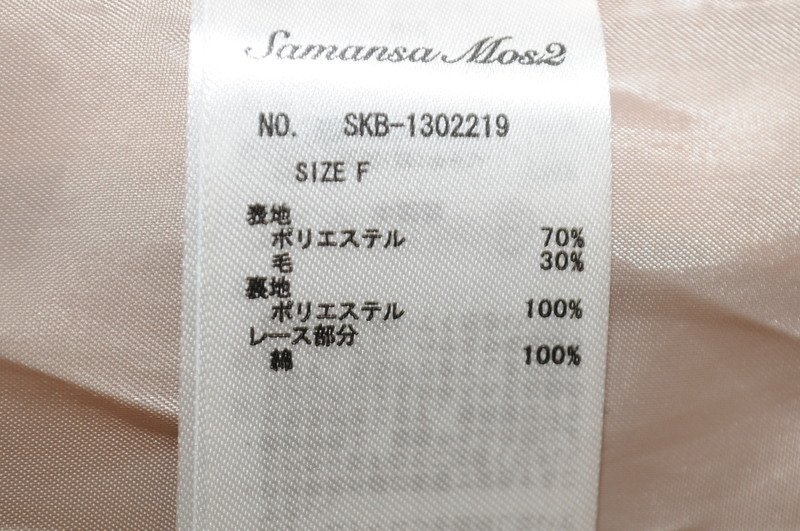 Samansa Mos2
NO. SKB-1302219
SIZE F
表地
ポリエステル 70%
毛 30%
裏地
ポリエステル 100%
レース部分
綿 100%